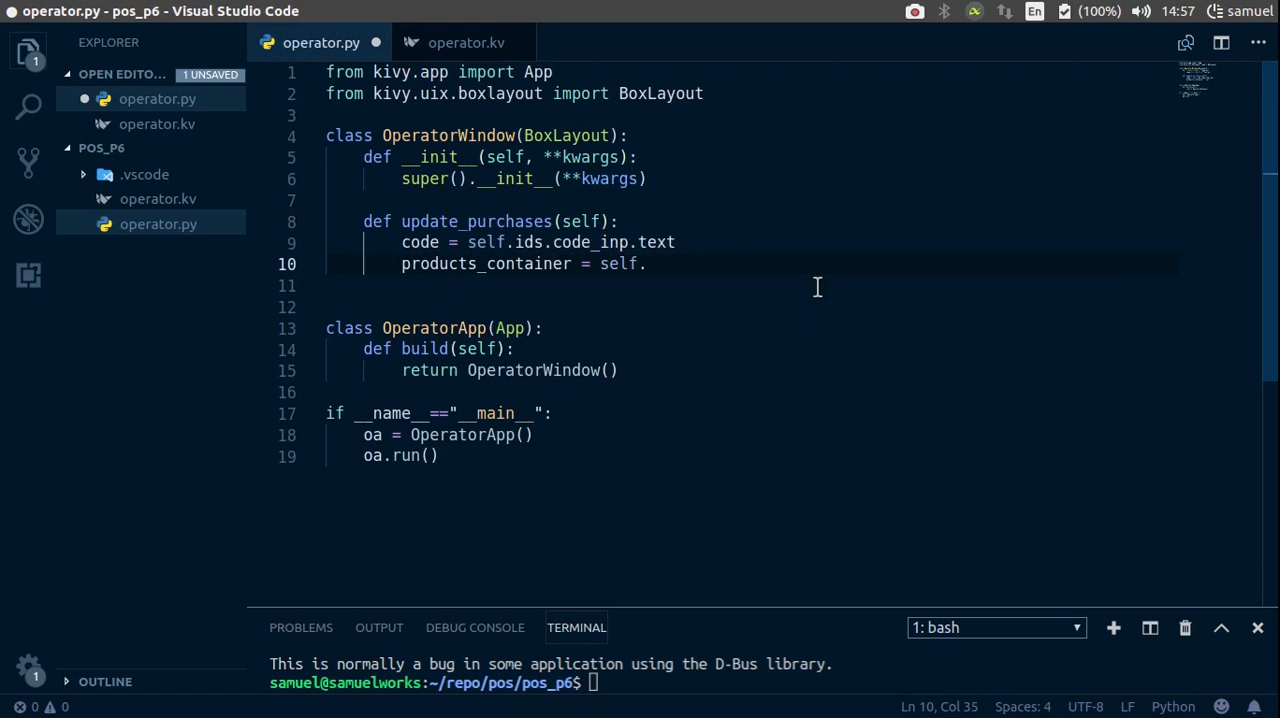 operator.py - pos_p6 - Visual Studio Code
En (100%) 14:57 samuel
EXPLORER
OPEN EDITO... 1 UNSAVED
operator.py
operator.kv
POS_P6
.vscode
operator.kv
operator.py
OUTLINE
1
1
operator.py
operator.kv
1 from kivy.app import App
2 from kivy.uix.boxlayout import BoxLayout
3
4 class OperatorWindow(BoxLayout):
5 def __init__(self, **kwargs):
6 super().__init__(**kwargs)
7
8 def update_purchases(self):
9 code = self.ids.code_inp.text
10 products_container = self.
11
12
13 class OperatorApp(App):
14 def build(self):
15 return OperatorWindow()
16
17 if __name__=="__main__":
18 oa = OperatorApp()
19 oa.run()
PROBLEMS OUTPUT DEBUG CONSOLE TERMINAL 1: bash
This is normally a bug in some application using the D-Bus library.
samuel@samuelworks:~/repo/pos/pos_p6$
0 0 Ln 10, Col 35 Spaces: 4 UTF-8 LF Python